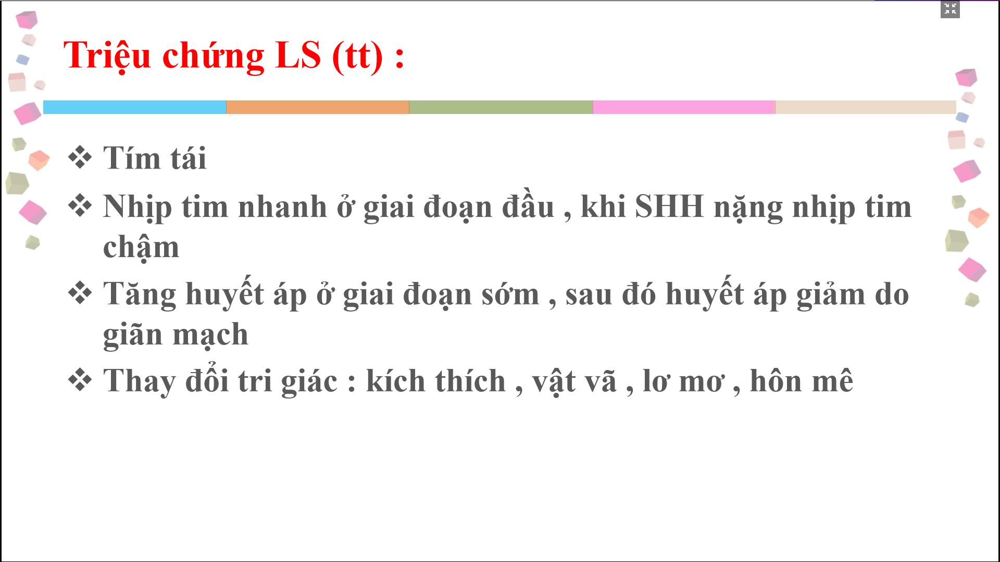 Triệu chứng LS (tt) :
❖ Tím tái
❖ Nhịp tim nhanh ở giai đoạn đầu , khi SHH nặng nhịp tim
chậm
❖ Tăng huyết áp ở giai đoạn sớm , sau đó huyết áp giảm do
giãn mạch
❖ Thay đổi tri giác : kích thích , vật vã , lơ mơ , hôn mê